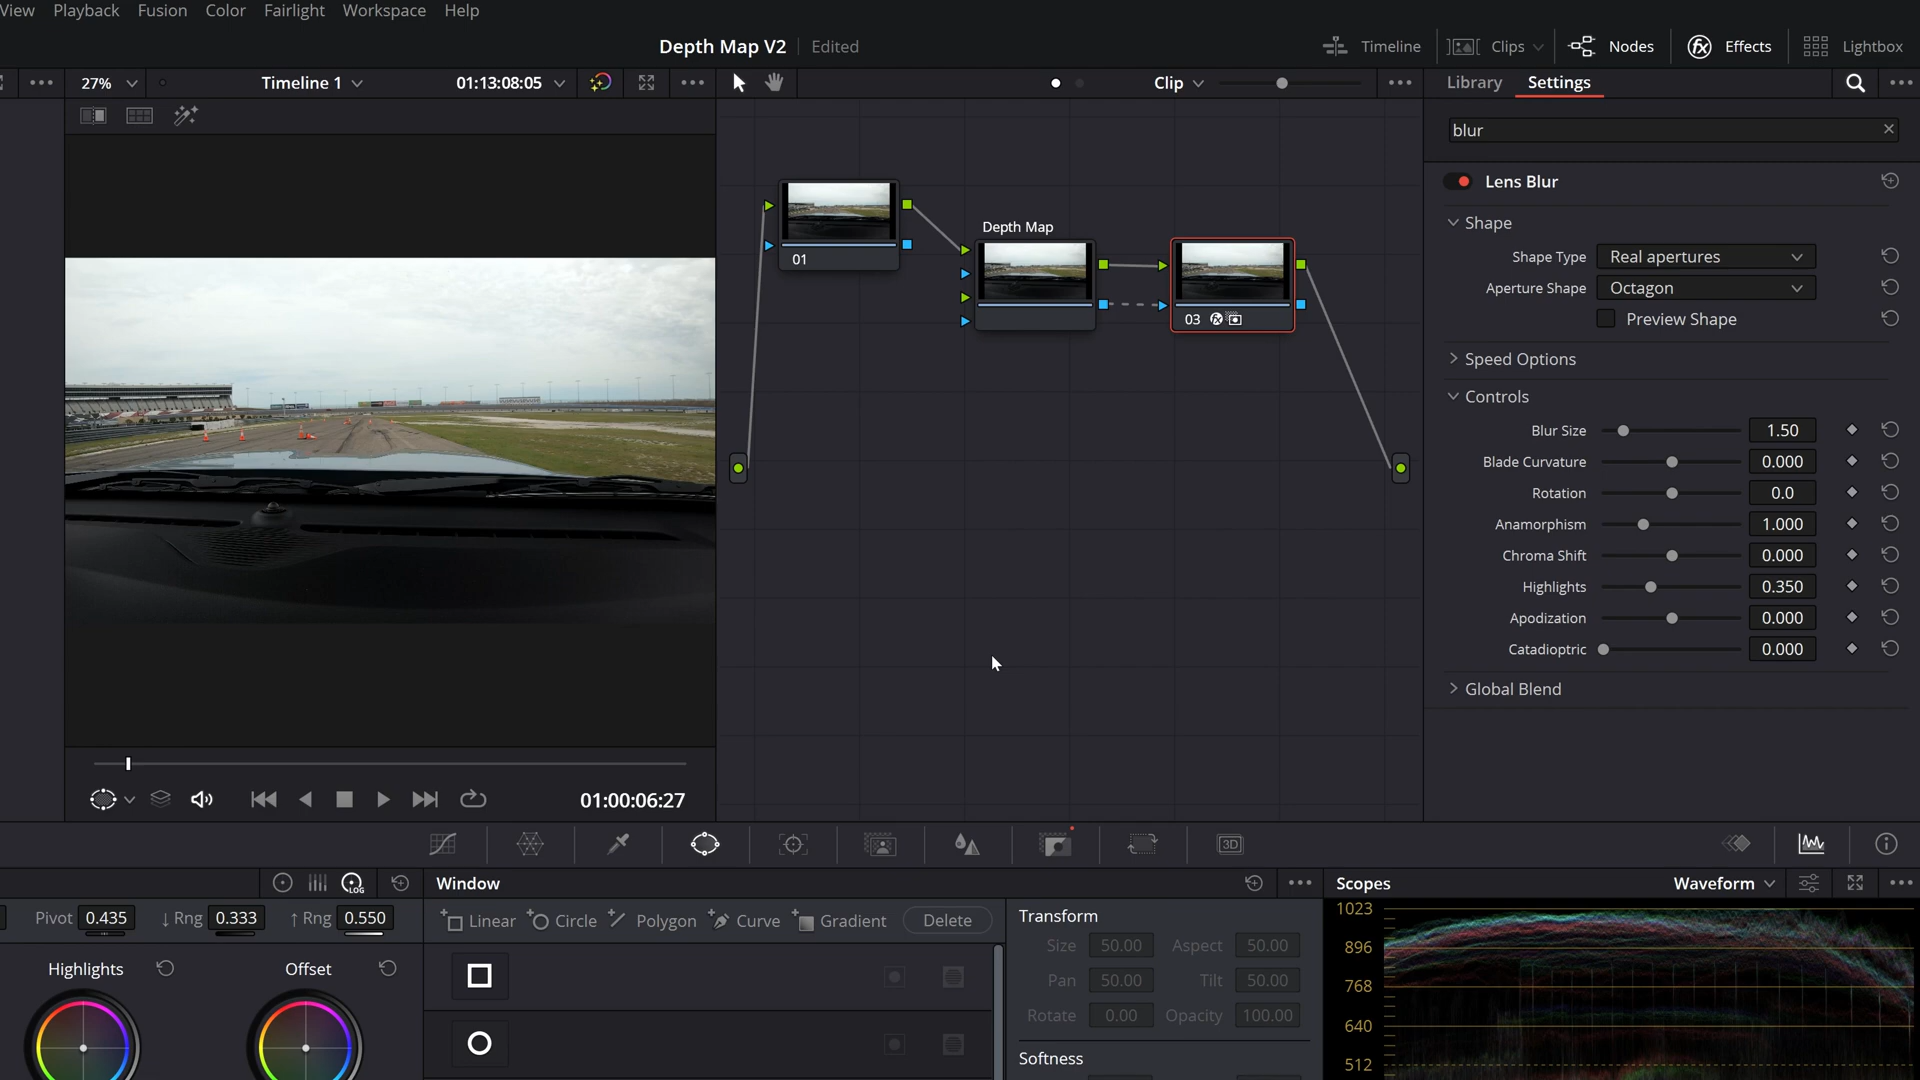 View Playback Fusion Color Fairlight Workspace Help
Depth Map V2 Edited
Timeline Clips Nodes Effects Lightbox
27% Timeline 1 01:13:08:05 Clip Library Settings
blur
Lens Blur
Shape
Shape Type Real apertures
Aperture Shape Octagon
Preview Shape
Speed Options
Controls
Blur Size 1.50
Blade Curvature 0.000
Rotation 0.0
Anamorphism 1.000
Chroma Shift 0.000
Highlights 0.350
Apodization 0.000
Catadioptric 0.000
Global Blend
01
Depth Map
03
01:00:06:27
3D
LOG
Window
Scopes Waveform
Pivot 0.435 ↓ Rng 0.333 ↑ Rng 0.550
Linear Circle Polygon Curve Gradient Delete
Highlights Offset
Transform
Size 50.00 Aspect 50.00
Pan 50.00 Tilt 50.00
Rotate 0.00 Opacity 100.00
Softness
1023
896
768
640
512